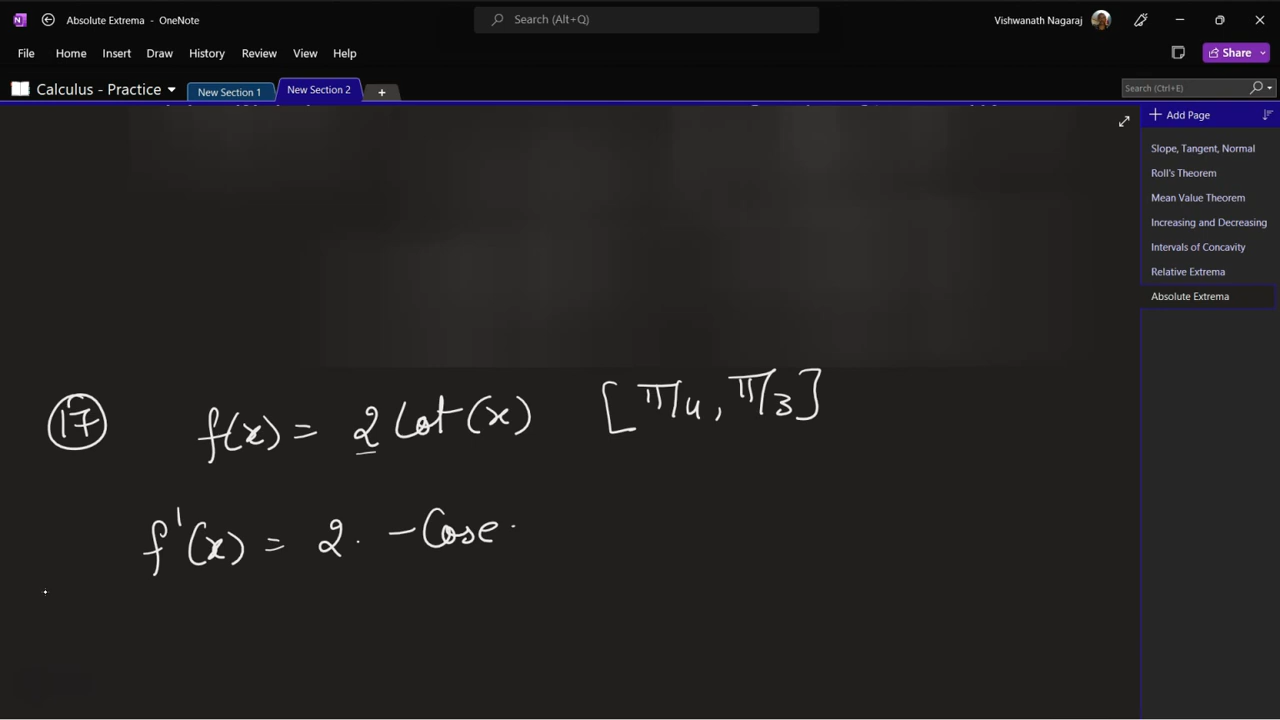 Absolute Extrema - OneNote
Search (Alt+Q)
Vishwanath Nagaraj
File Home Insert Draw History Review View Help
Share
Calculus - Practice
New Section 1
New Section 2
+
Search (Ctrl+E)
Add Page
Slope, Tangent, Normal
Roll's Theorem
Mean Value Theorem
Increasing and Decreasing
Intervals of Concavity
Relative Extrema
Absolute Extrema
17 f(x) = 2 Cot(x) [π/4, π/3]
f'(x) = 2. -Cose